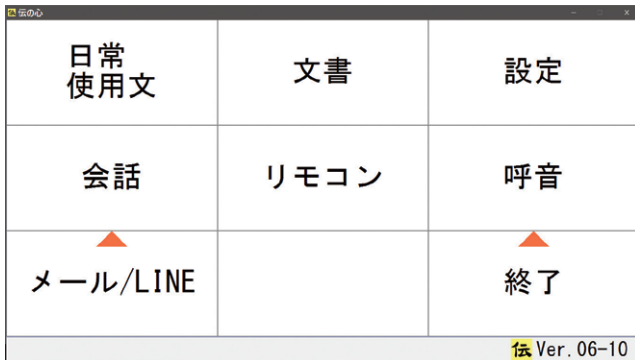 伝 伝の心
日常
使用文
文書
設定
会話
リモコン
呼音
メール/LINE
終了
伝 Ver.06-10